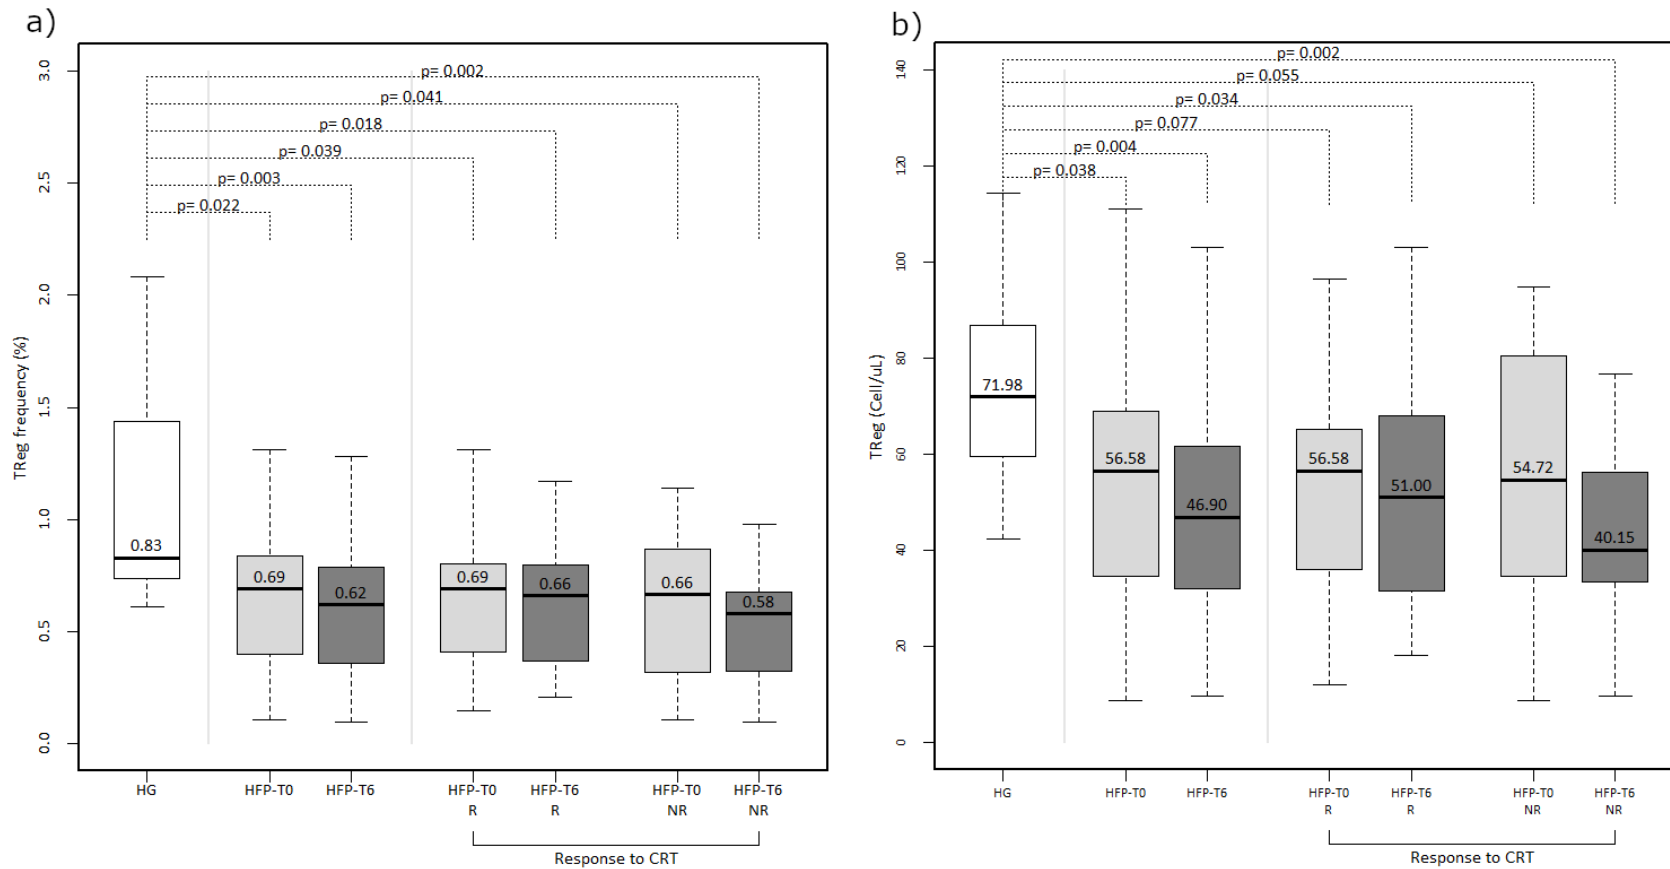 a)
TReg frequency (%)
3.0
2.5
2.0
1.5
1.0
0.5
0.0
p= 0.002
p= 0.041
p= 0.018
p= 0.039
p= 0.003
p= 0.022
0.83
0.69
0.62
0.69
0.66
0.66
0.58
HG
HFP-T0
HFP-T6
HFP-T0 R
HFP-T6 R
HFP-T0 NR
HFP-T6 NR
Response to CRT
b)
TReg (Cell/uL)
140
120
100
80
60
40
20
0
p= 0.002
p= 0.055
p= 0.034
p= 0.077
p= 0.004
p= 0.038
71.98
56.58
46.90
56.58
51.00
54.72
40.15
HG
HFP-T0
HFP-T6
HFP-T0 R
HFP-T6 R
HFP-T0 NR
HFP-T6 NR
Response to CRT